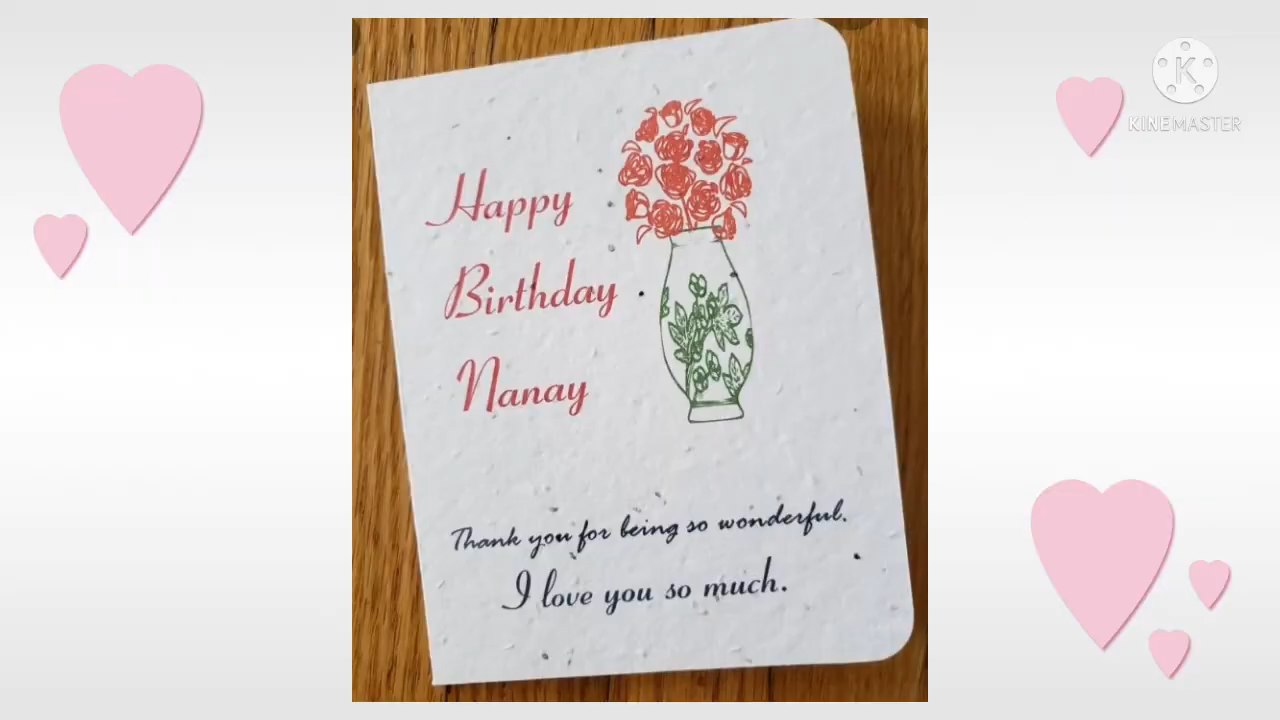 KINEMASTER
Happy
Birthday
Nanay
Thank you for being so wonderful.
I love you so much.